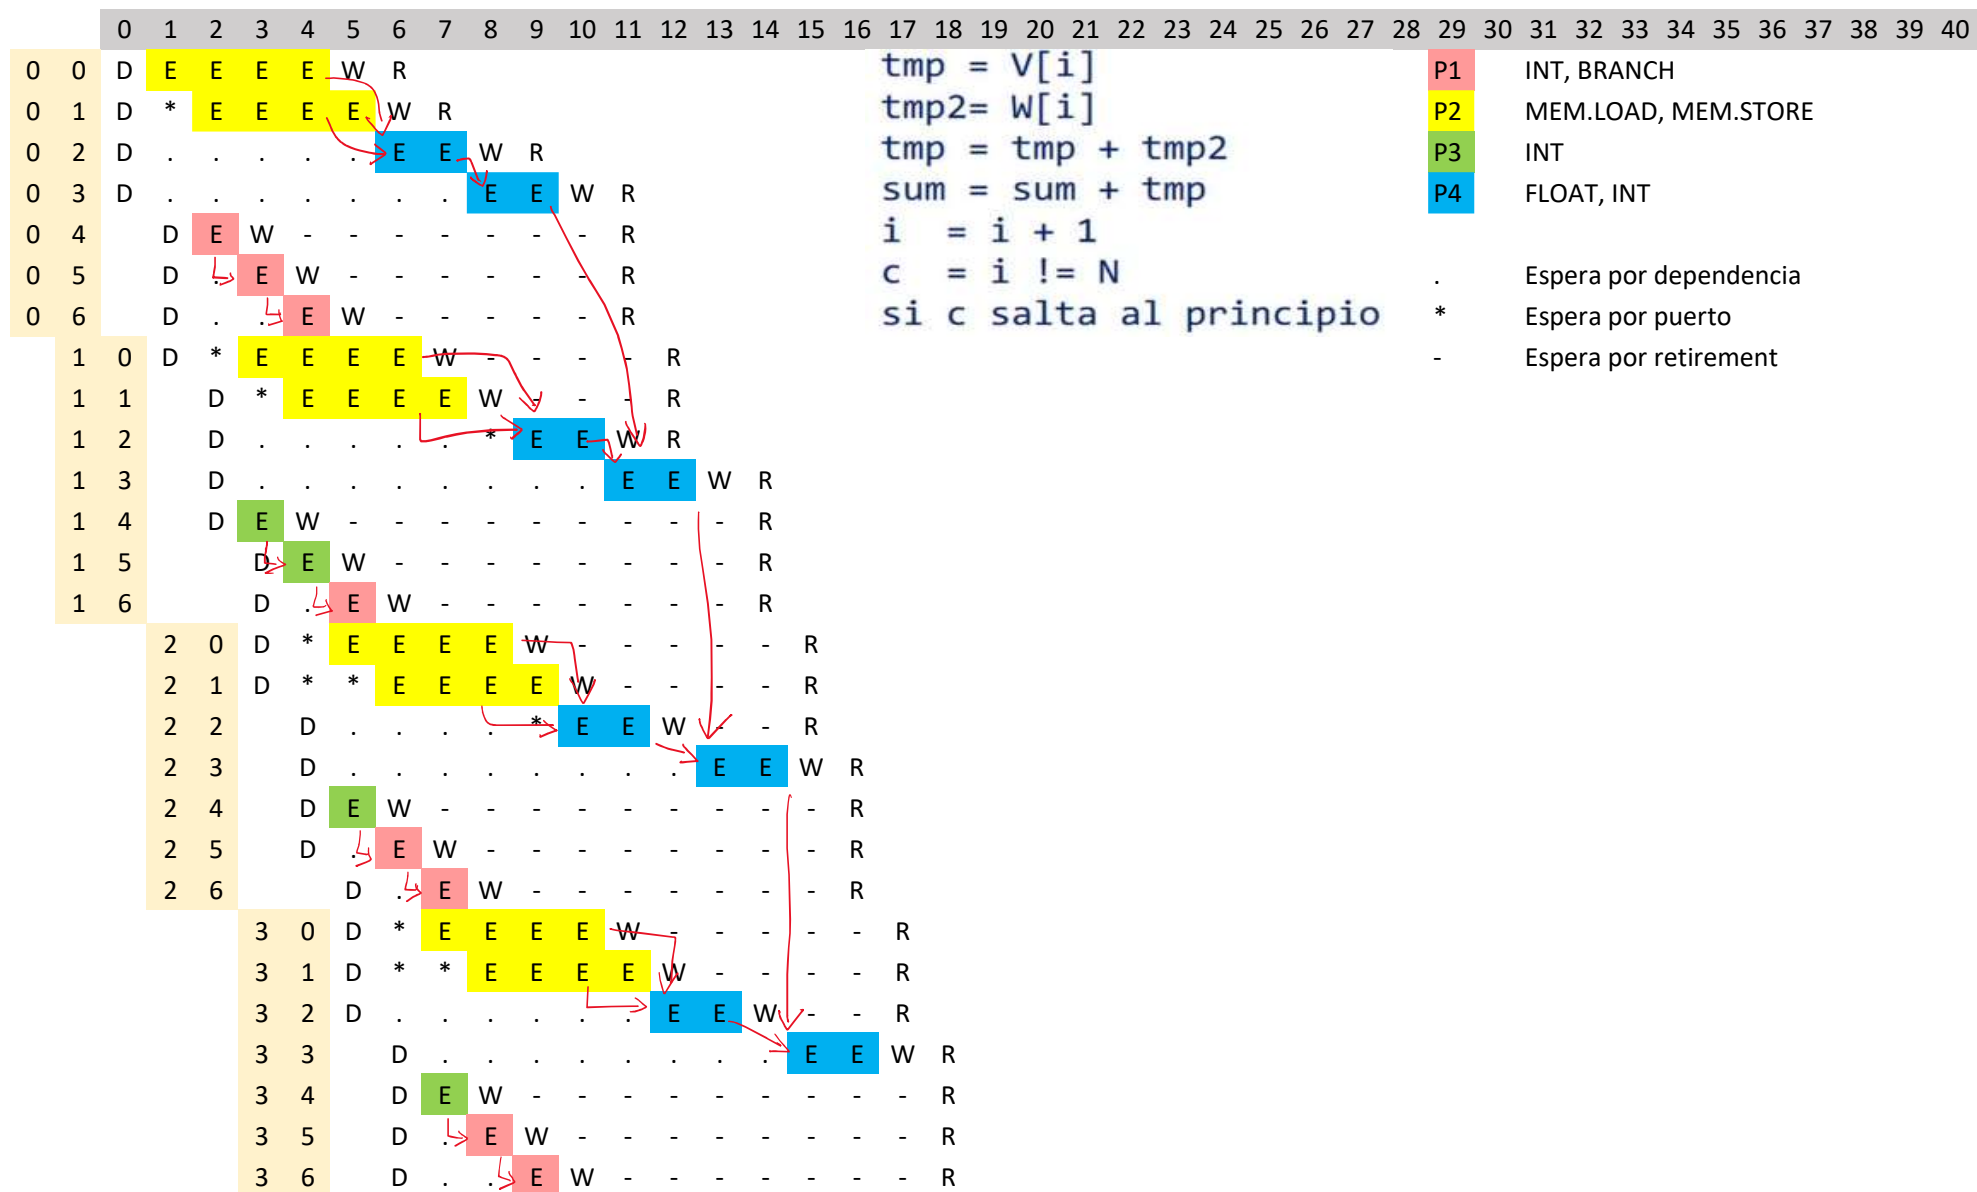 0 1 2 3 4 5 6 7 8 9 10 11 12 13 14 15 16 17 18 19 20 21 22 23 24 25 26 27 28 29 30 31 32 33 34 35 36 37 38 39 40
0 0 D E E E E W R tmp = V[i] P1 INT, BRANCH
0 1 D * E E E E W R tmp2= W[i] P2 MEM.LOAD, MEM.STORE
0 2 D . . . . . E E W R tmp = tmp + tmp2 P3 INT
0 3 D . . . . . . . E E W R sum = sum + tmp P4 FLOAT, INT
0 4 D E W - - - - - - - R i = i + 1
0 5 D . E W - - - - - - R c = i != N . Espera por dependencia
0 6 D . . E W - - - - - R si c salta al principio * Espera por puerto
1 0 D * E E E E W - - - - R - Espera por retirement
1 1 D * E E E E W - - - R
1 2 D . . . . . * E E W R
1 3 D . . . . . . . . E E W R
1 4 D E W - - - - - - - - - R
1 5 D E W - - - - - - - - R
1 6 D . E W - - - - - - - R
2 0 D * E E E E W - - - - - R
2 1 D * * E E E E W - - - - R
2 2 D . . . . * E E W - - R
2 3 D . . . . . . . . E E W R
2 4 D E W - - - - - - - - - R
2 5 D . E W - - - - - - - - R
2 6 D . E W - - - - - - - R
3 0 D * E E E E W - - - - - R
3 1 D * * E E E E W - - - - R
3 2 D . . . . . . E E W - - R
3 3 D . . . . . . . . E E W R
3 4 D E W - - - - - - - - - R
3 5 D . E W - - - - - - - - R
3 6 D . . E W - - - - - - - R